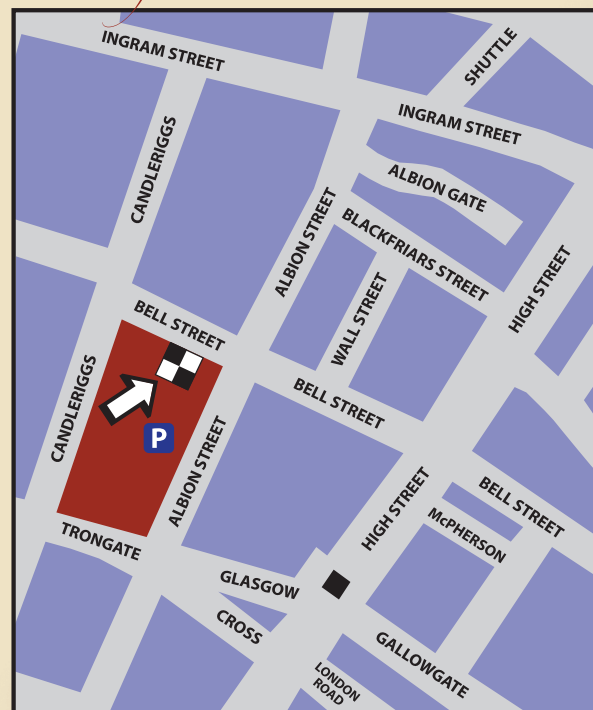 INGRAM STREET
SHUTTLE
INGRAM STREET
CANDLERIGGS
ALBION GATE
ALBION STREET
BLACKFRIARS STREET
HIGH STREET
WALL STREET
BELL STREET
BELL STREET
CANDLERIGGS
P
ALBION STREET
HIGH STREET
BELL STREET
McPHERSON
TRONGATE
GLASGOW
CROSS
GALLOWGATE
LONDON
ROAD